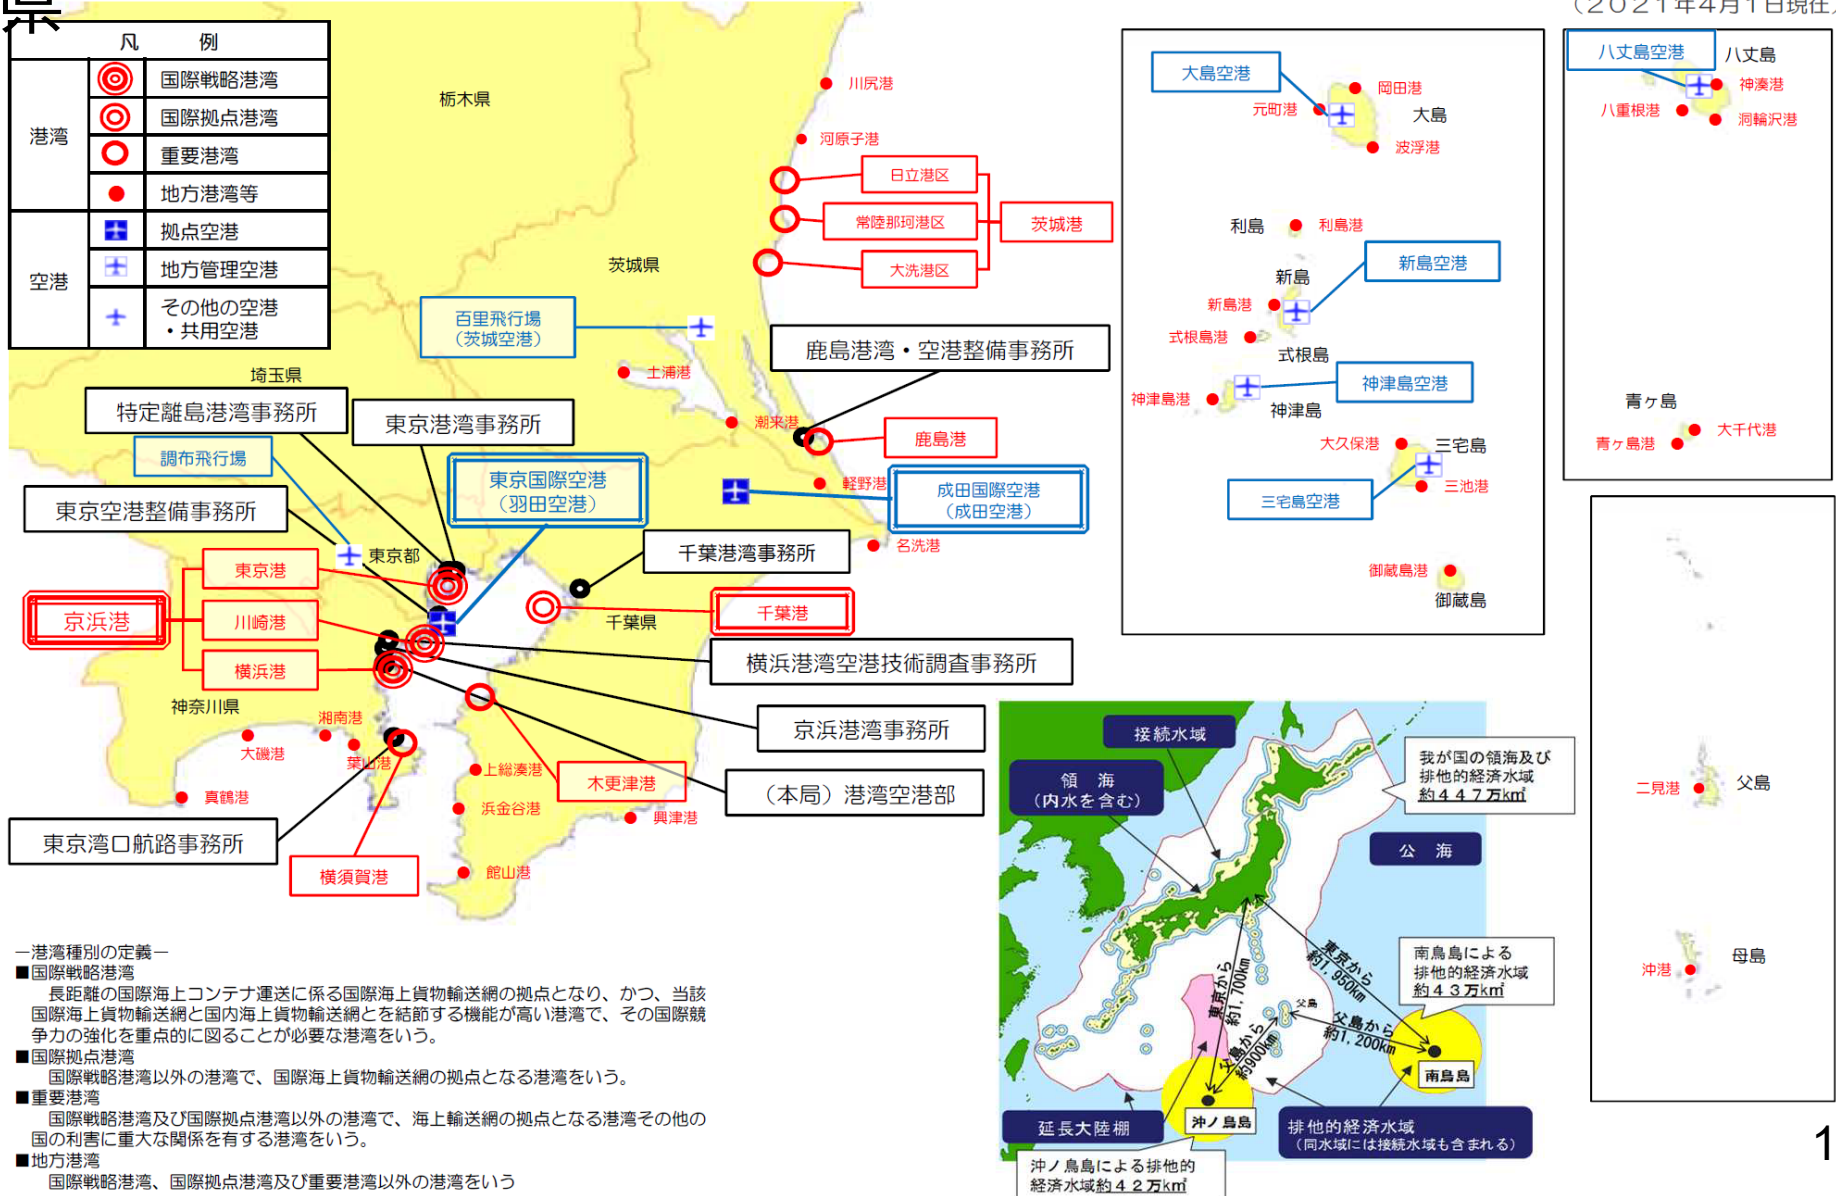 県
（２０２１年４月１日現在）
凡　　例
港湾
国際戦略港湾
国際拠点港湾
重要港湾
地方港湾等
空港
拠点空港
地方管理空港
その他の空港
・共用空港
栃木県
川尻港
河原子港
日立港区
常陸那珂港区
大洗港区
茨城港
茨城県
百里飛行場
（茨城空港）
鹿島港湾・空港整備事務所
土浦港
潮来港
鹿島港
埼玉県
特定離島港湾事務所
東京港湾事務所
調布飛行場
東京国際空港
（羽田空港）
軽野港
成田国際空港
（成田空港）
東京空港整備事務所
東京都
千葉港湾事務所
名洗港
東京港
京浜港
川崎港
横浜港
千葉港
千葉県
横浜港湾空港技術調査事務所
神奈川県
湘南港
大磯港
葉山港
京浜港湾事務所
真鶴港
上総湊港
木更津港
（本局）港湾空港部
浜金谷港
興津港
東京湾口航路事務所
横須賀港
館山港
大島空港
岡田港
元町港
大島
波浮港
利島
利島港
新島空港
新島
新島港
式根島港
式根島
神津島空港
神津島港
神津島
大久保港
三宅島
三池港
三宅島空港
御蔵島港
御蔵島
八丈島空港
八丈島
神湊港
八重根港
洞輪沢港
青ヶ島
大千代港
青ヶ島港
二見港
父島
沖港
母島
接続水域
領　海
（内水を含む）
我が国の領海及び
排他的経済水域
約４４７万㎢
公　海
東京から
約1,950km
東京から
約1,700km
南鳥島による
排他的経済水域
約４３万㎢
父島
父島から
約1,200km
父島から
約900km
南鳥島
沖ノ鳥島
延長大陸棚
排他的経済水域
（同水域には接続水域も含まれる）
沖ノ鳥島による排他的
経済水域約４２万㎢
－港湾種別の定義－
■国際戦略港湾
長距離の国際海上コンテナ運送に係る国際海上貨物輸送網の拠点となり、かつ、当該
国際海上貨物輸送網と国内海上貨物輸送網とを結節する機能が高い港湾で、その国際競
争力の強化を重点的に図ることが必要な港湾をいう。
■国際拠点港湾
国際戦略港湾以外の港湾で、国際海上貨物輸送網の拠点となる港湾をいう。
■重要港湾
国際戦略港湾及び国際拠点港湾以外の港湾で、海上輸送網の拠点となる港湾その他の
国の利害に重大な関係を有する港湾をいう。
■地方港湾
国際戦略港湾、国際拠点港湾及び重要港湾以外の港湾をいう
1